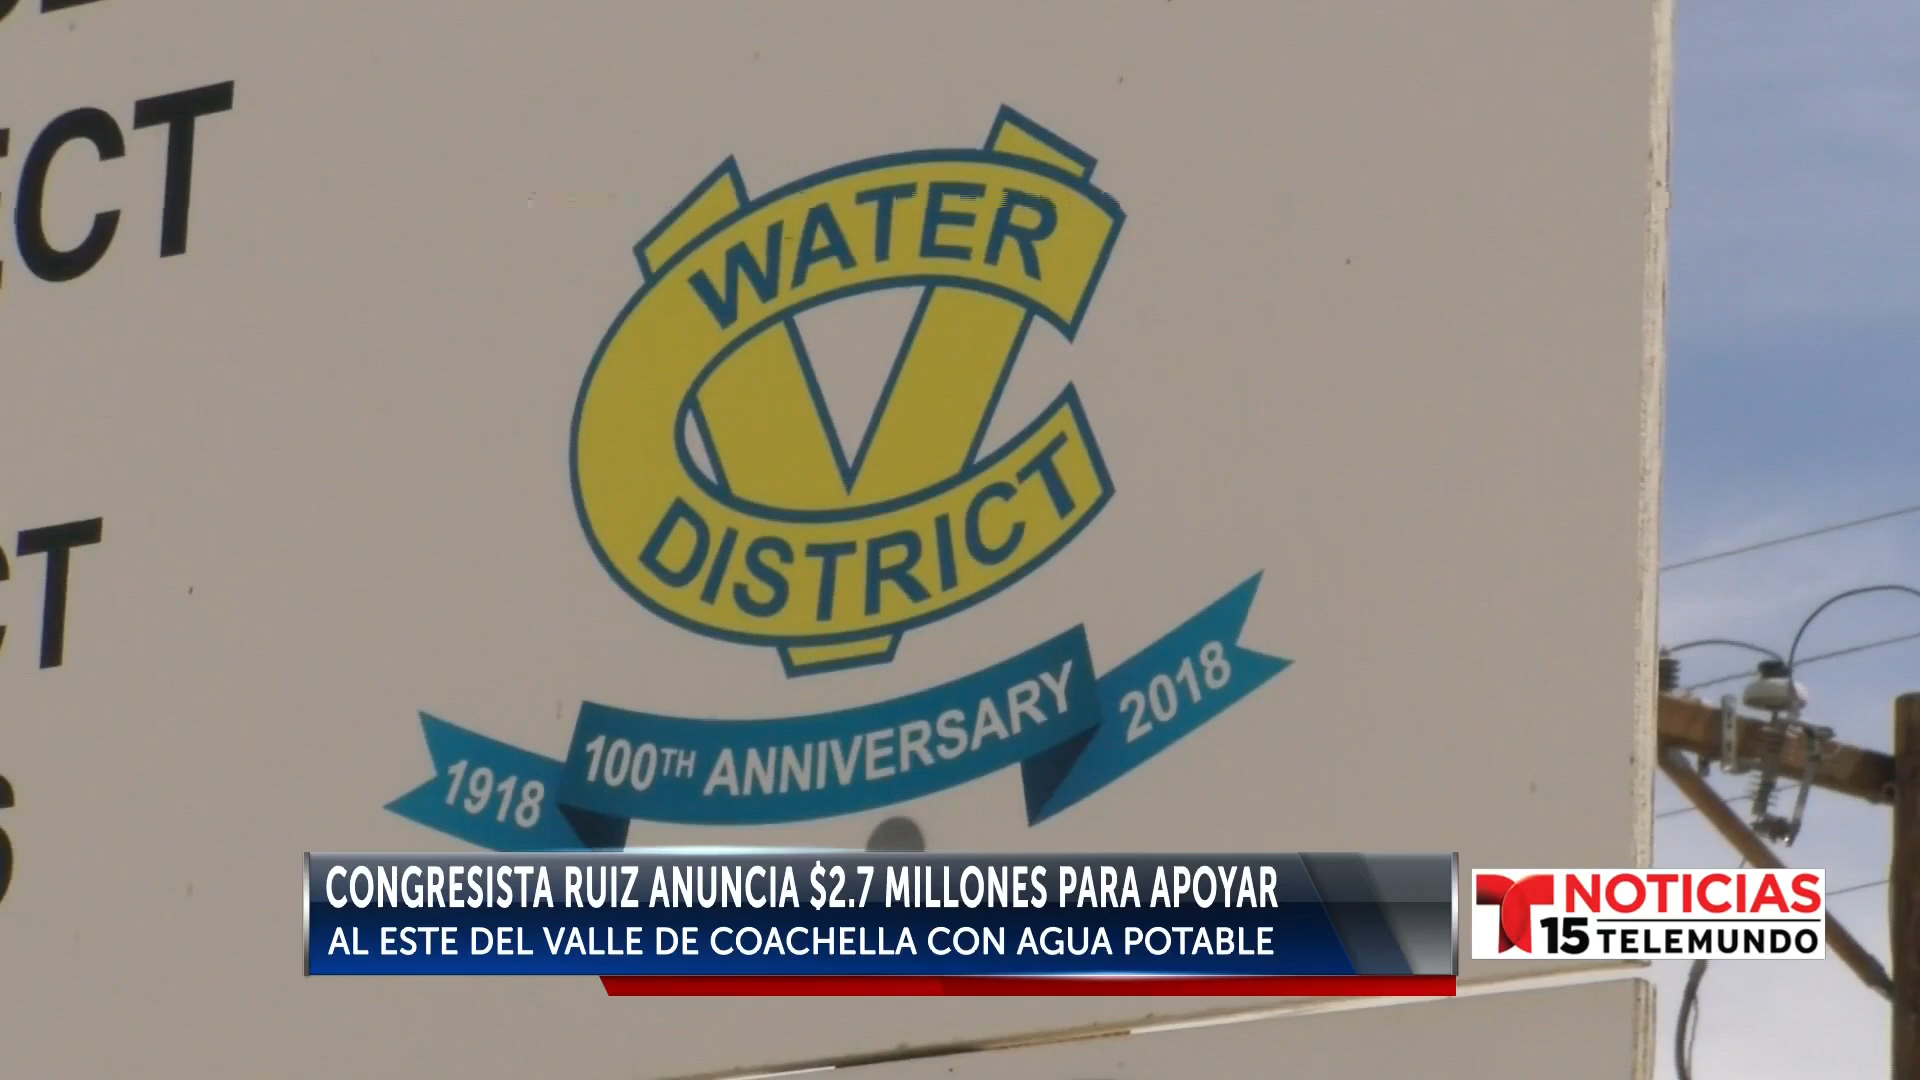 ECT
CT
WATER
CV
DISTRICT
1918 100TH ANNIVERSARY 2018
CONGRESISTA RUIZ ANUNCIA $2.7 MILLONES PARA APOYAR
AL ESTE DEL VALLE DE COACHELLA CON AGUA POTABLE
NOTICIAS
15 TELEMUNDO